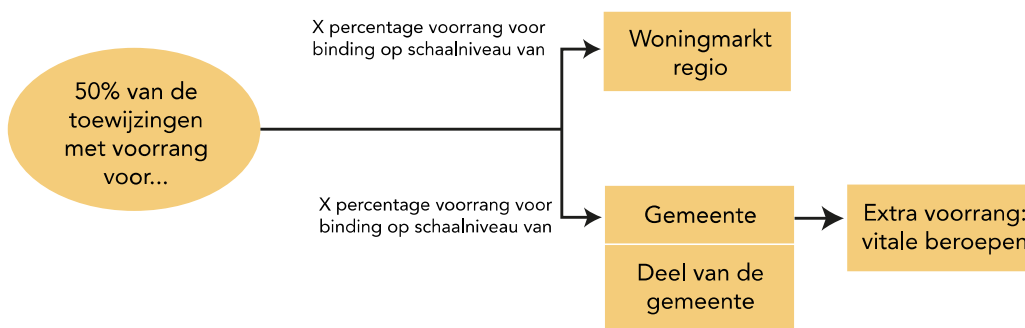 50% van de
toewijzingen
met voorrang
voor...
X percentage voorrang voor
binding op schaalniveau van
Woningmarkt
regio
X percentage voorrang voor
binding op schaalniveau van
Gemeente
Deel van de
gemeente
Extra voorrang:
vitale beroepen